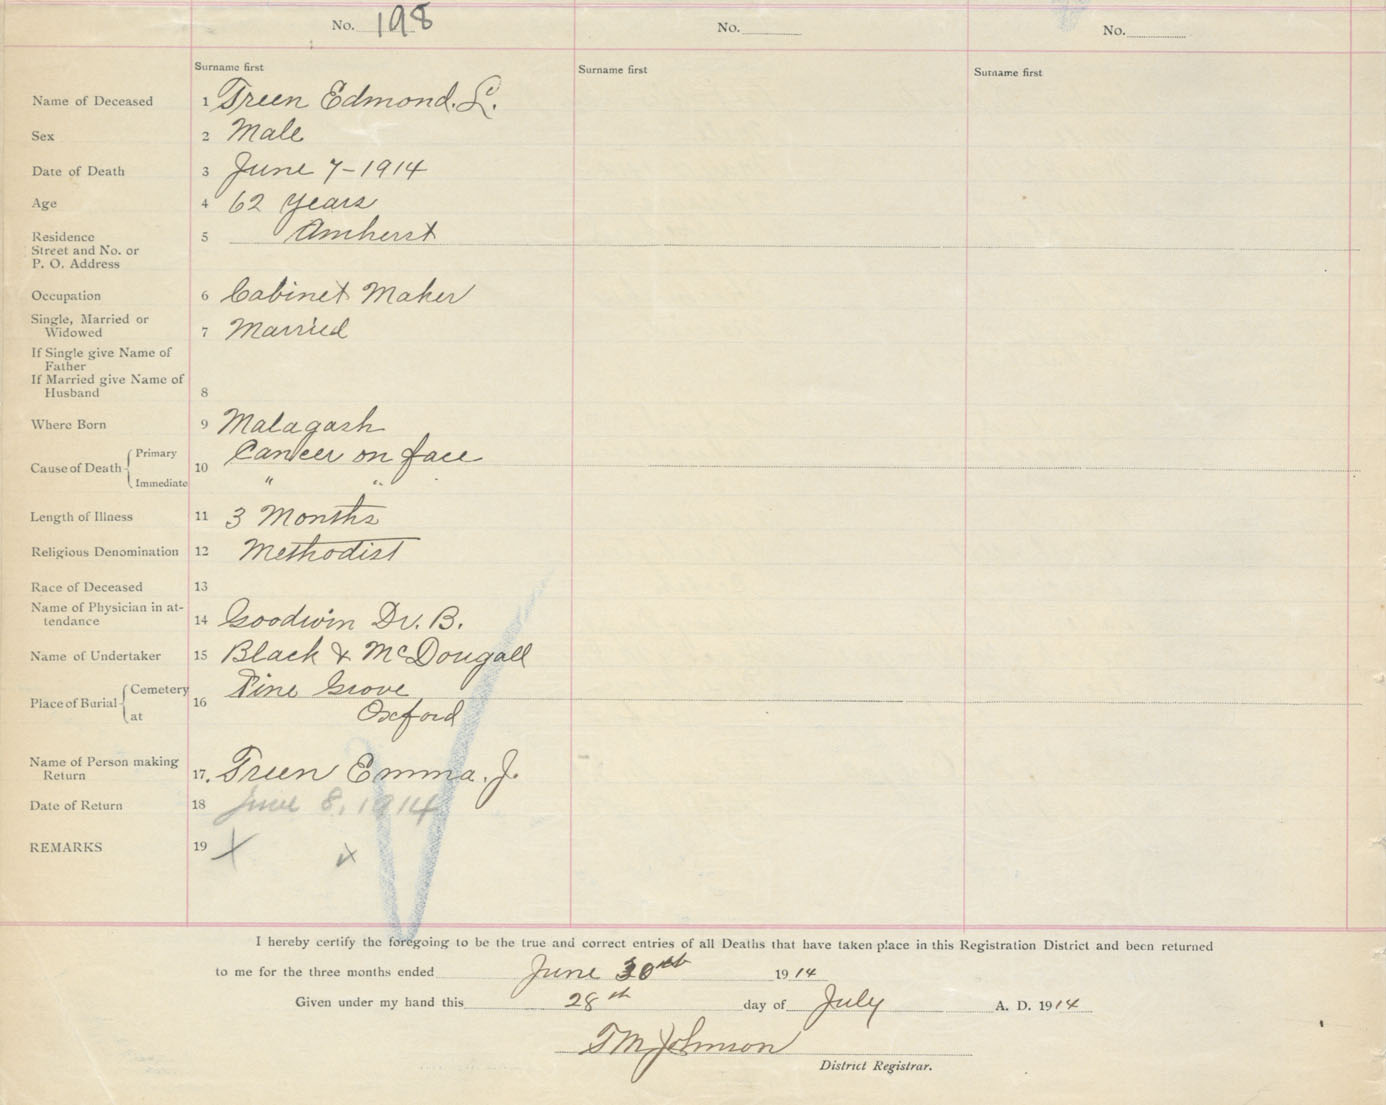 No. 198 No. No.
Surname first Surname first Surname first
Name of Deceased 1 Treen Edmond. L.
Sex 2 Male
Date of Death 3 June 7-1914
Age 4 62 years
Residence 5 Amherst
Street and No. or
P. O. Address
Occupation 6 Cabinet Maker
Single, Married or
Widowed 7 Married
If Single give Name of
Father
If Married give Name of
Husband 8
Where Born 9 Malagash
Cause of Death Primary 10 Cancer on face
Immediate " "
Length of Illness 11 3 Months
Religious Denomination 12 Methodist
Race of Deceased 13
Name of Physician in at-
tendance 14 Goodwin Dr. B.
Name of Undertaker 15 Black & McDougall
Place of Burial Cemetery 16 Pine Grove
at Oxford
Name of Person making
Return 17. Treen Emma. J.
Date of Return 18 June 8, 1914
REMARKS 19 X x
I hereby certify the foregoing to be the true and correct entries of all Deaths that have taken place in this Registration District and been returned
to me for the three months ended June 30th 1914
Given under my hand this 28th day of July A. D. 1914
TM Johnson
District Registrar.